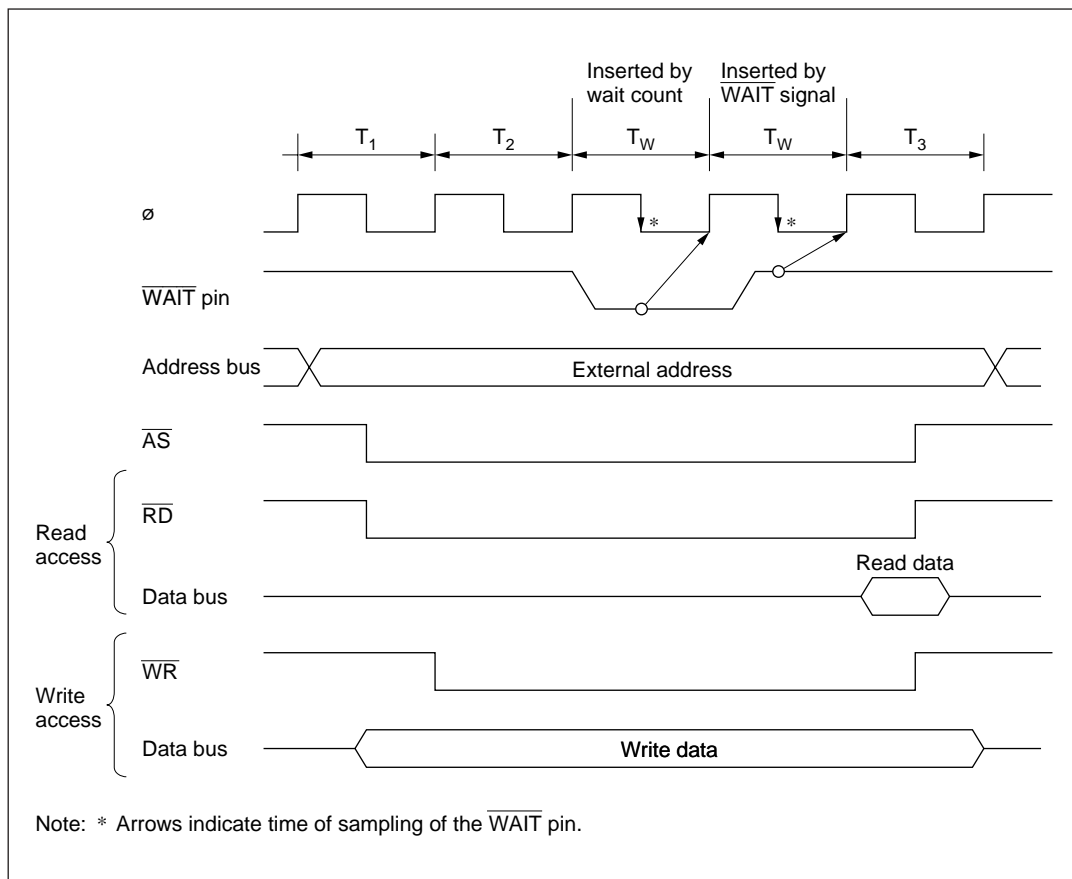 Inserted by
wait count
Inserted by
WAIT signal
T1 T2 TW TW T3
ø
*
*
WAIT pin
Address bus
External address
AS
Read
access
RD
Read data
Data bus
Write
access
WR
Data bus
Write data
Note: * Arrows indicate time of sampling of the WAIT pin.